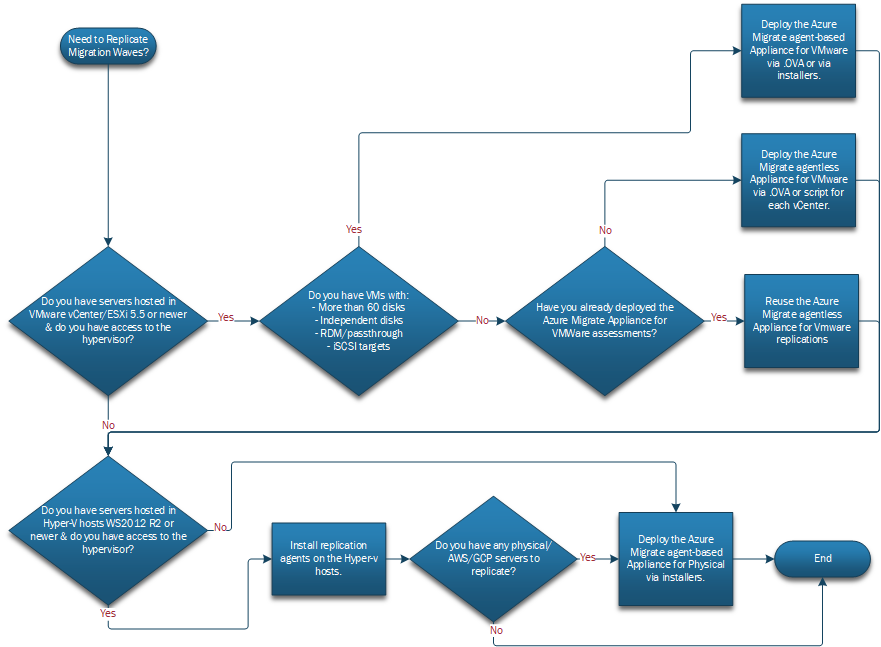 Need to Replicate
Migration Waves?
Deploy the Azure
Migrate agent-based
Appliance for VMware
via .OVA or via
installers.
Deploy the Azure
Migrate agentless
Appliance for VMware
via .OVA or script for
each vCenter.
Yes
No
Do you have servers hosted in
VMware vCenter/ESXi 5.5 or newer
& do you have access to the
hypervisor?
Yes
Do you have VMs with:
- More than 60 disks
- Independent disks
- RDM/passthroug
- iSCSI targets
No
Have you already deployed the
Azure Migrate Appliance for
VMWare assessments?
Yes
Reuse the Azure
Migrate agentless
Appliance for Vmware
replications
No
Do you have servers hosted in
Hyper-V hosts WS2012 R2 or
newer & do you have access to the
hypervisor?
No
Yes
Install replication
agents on the Hyper-v
hosts.
Do you have any physical/
AWS/GCP servers to
replicate?
Yes
No
Deploy the Azure
Migrate agent-based
Appliance for Physical
via installers.
End